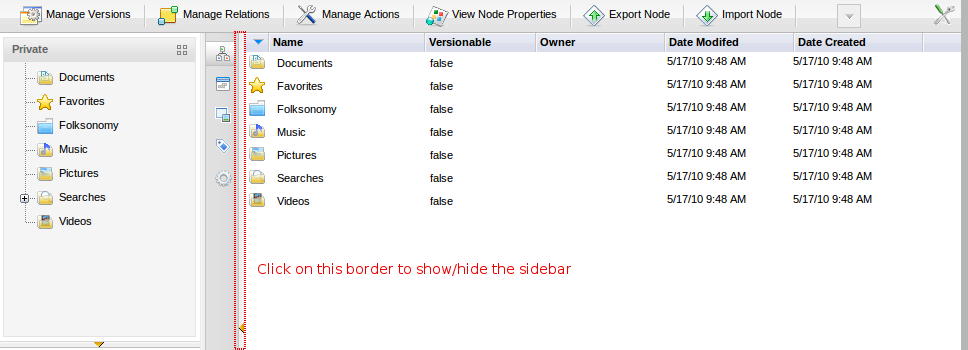 Manage Versions Manage Relations Manage Actions View Node Properties Export Node Import Node
Private
Documents
Favorites
Folksonomy
Music
Pictures
Searches
Videos
Name Versionable Owner Date Modifed Date Created
Documents false 5/17/10 9:48 AM 5/17/10 9:48 AM
Favorites false 5/17/10 9:48 AM 5/17/10 9:48 AM
Folksonomy false 5/17/10 9:48 AM 5/17/10 9:48 AM
Music false 5/17/10 9:48 AM 5/17/10 9:48 AM
Pictures false 5/17/10 9:48 AM 5/17/10 9:48 AM
Searches false 5/17/10 9:48 AM 5/17/10 9:48 AM
Videos false 5/17/10 9:48 AM 5/17/10 9:48 AM
Click on this border to show/hide the sidebar